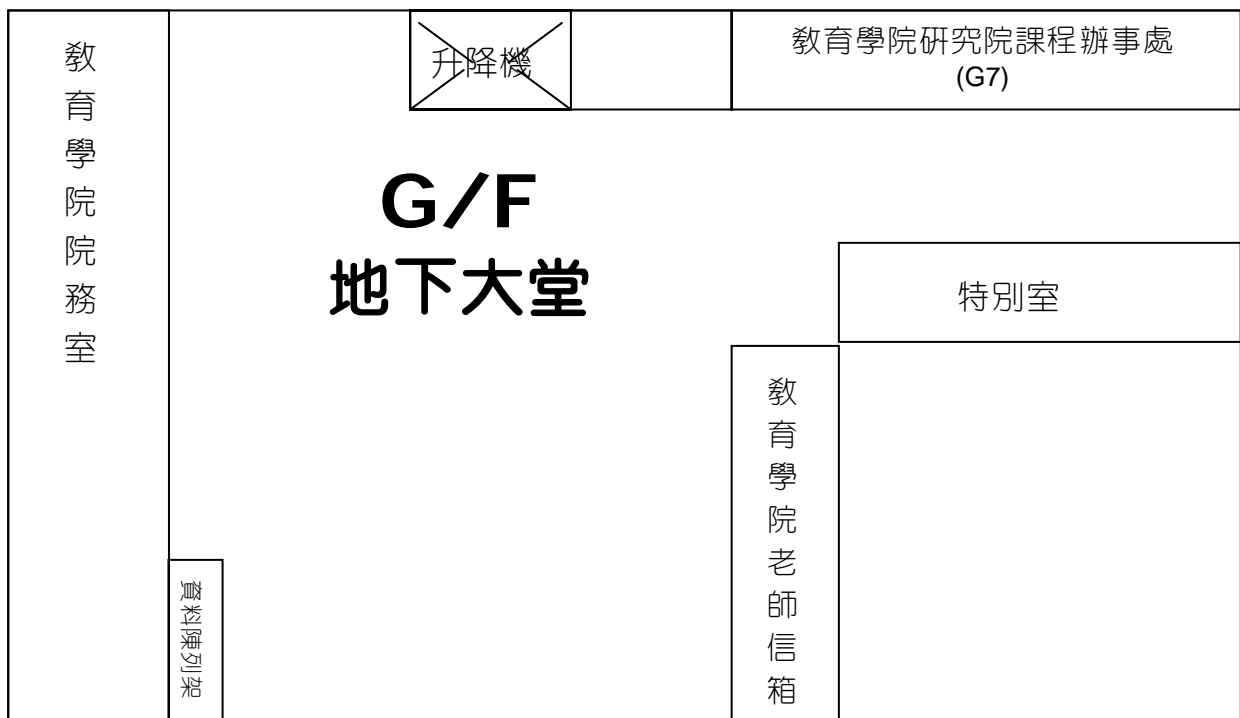 教育學院院務室
升降機
教育學院研究院課程辦事處
(G7)
G/F
地下大堂
特別室
教育學院老師信箱
資料陳列架